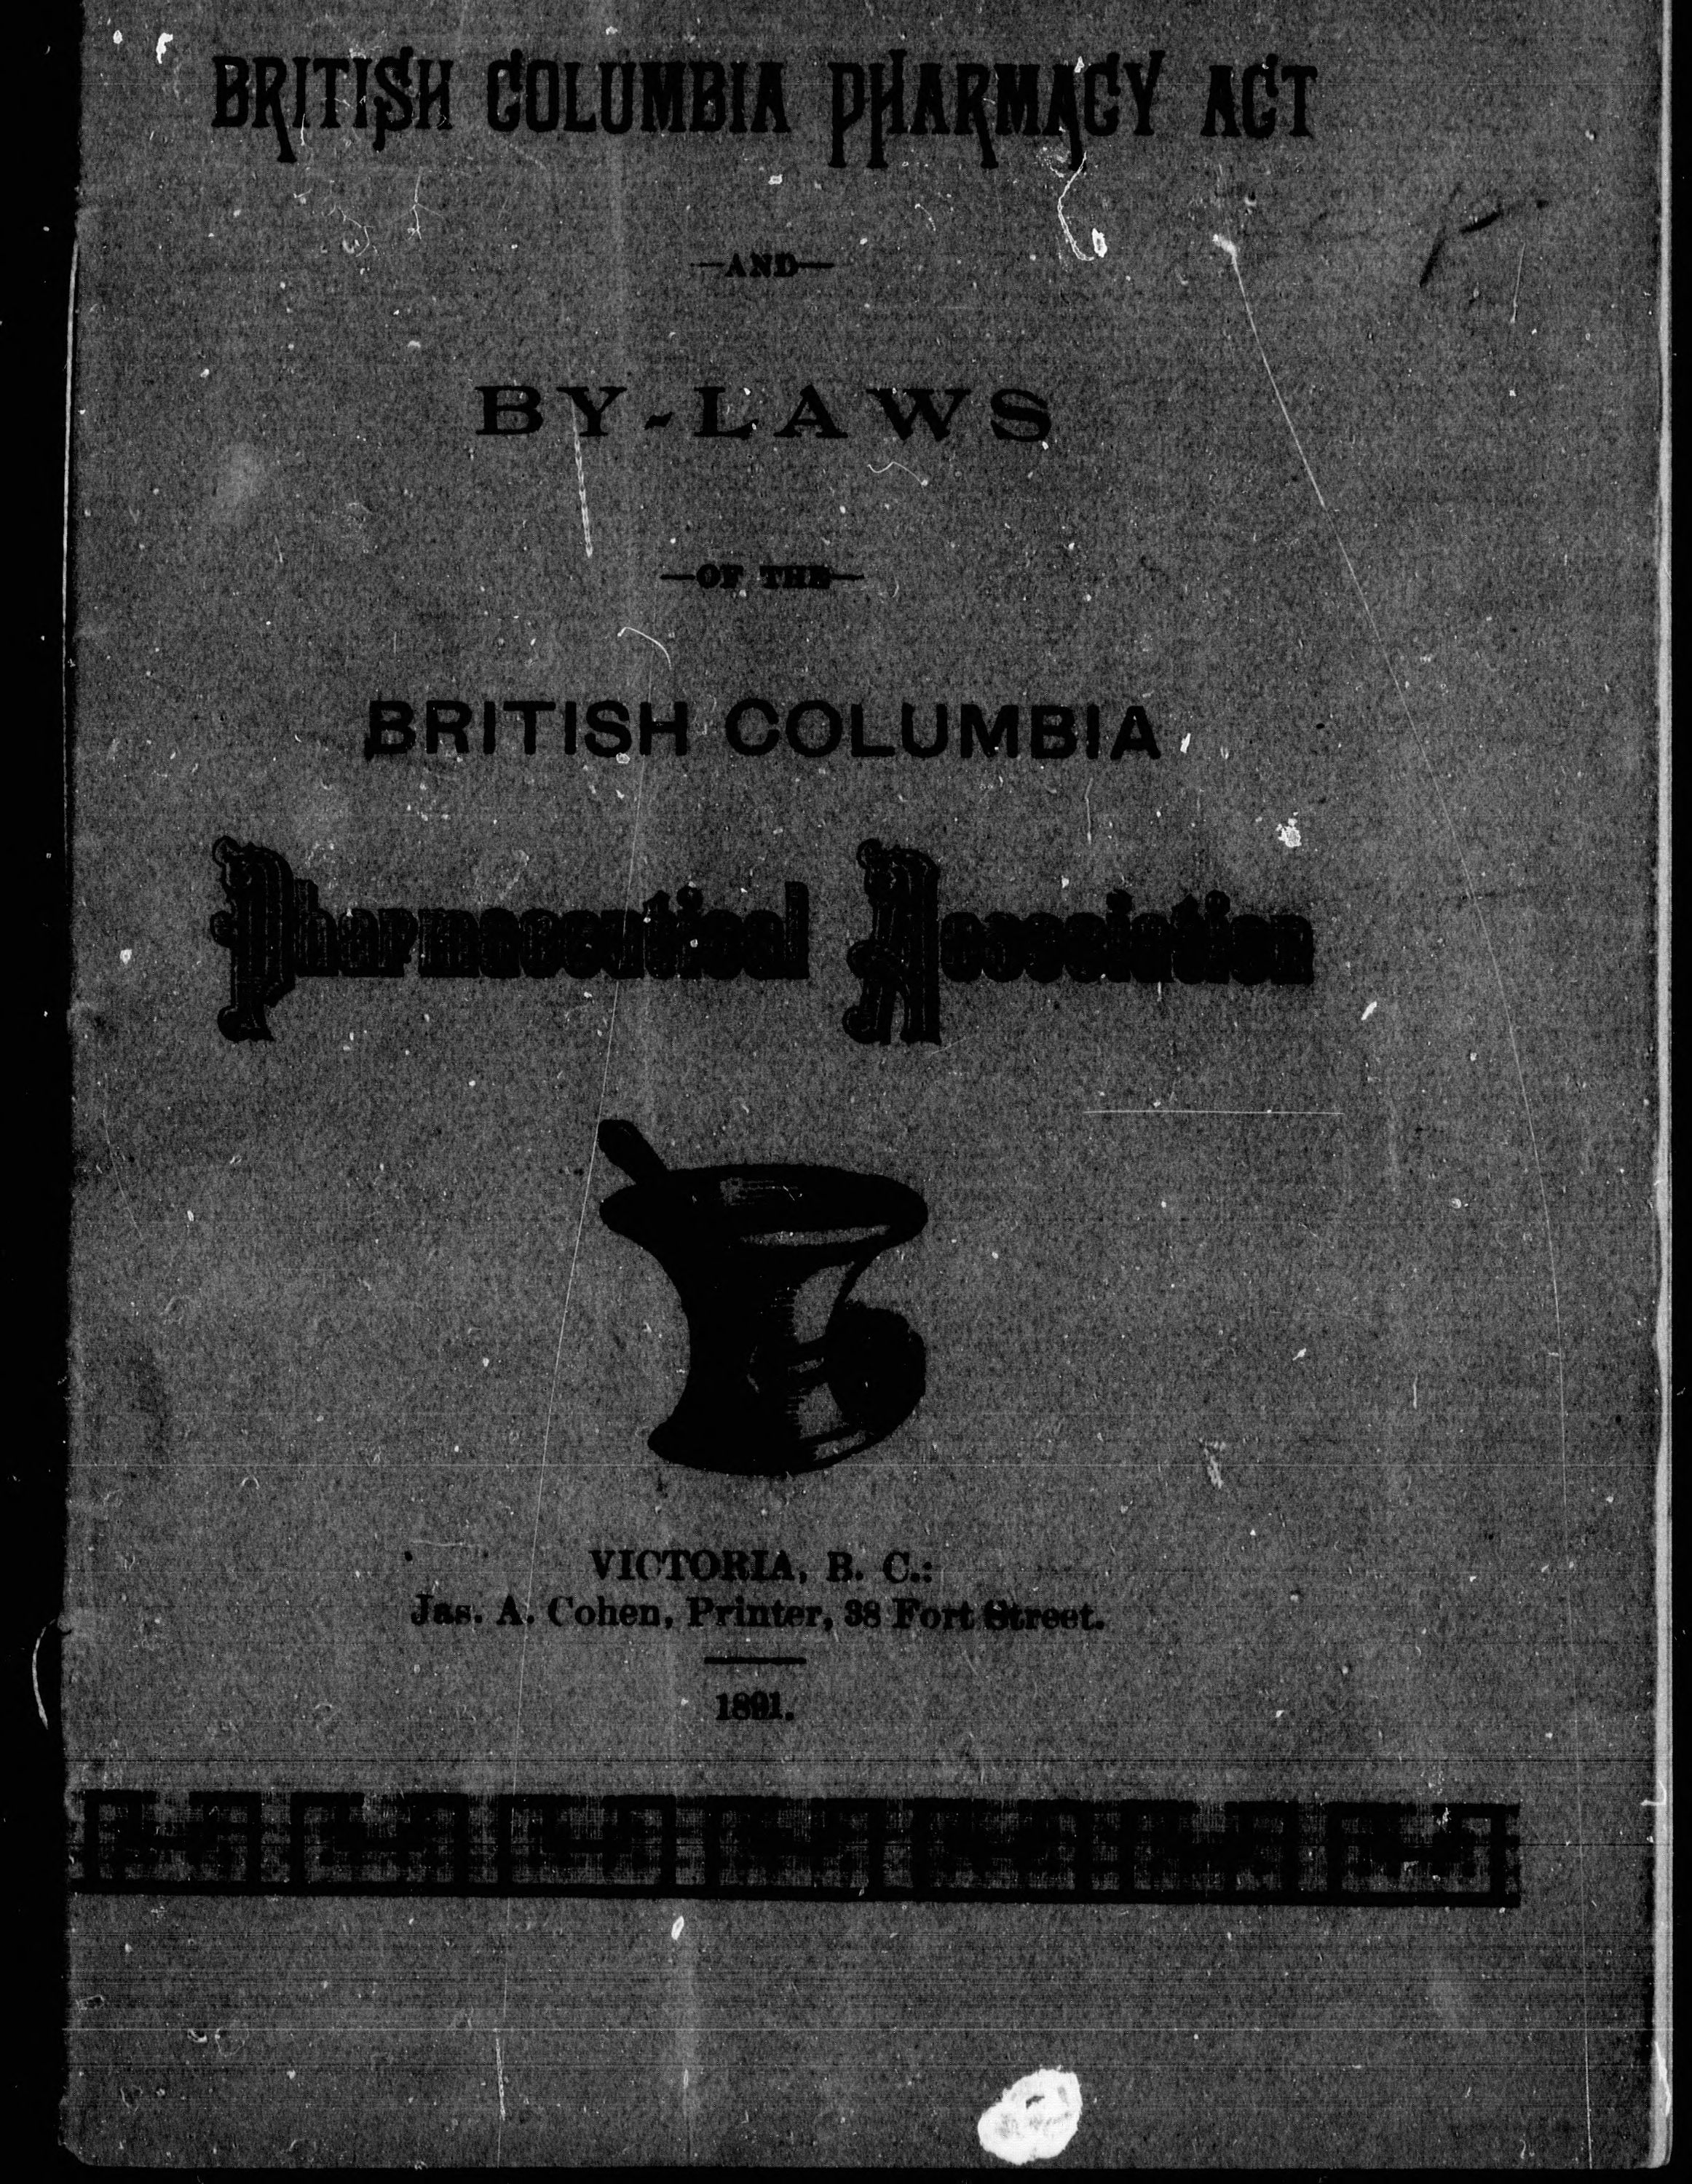 BRITISH COLUMBIA PHARMACY ACT
—AND—
BY-LAWS
—OF THE—
BRITISH COLUMBIA
Pharmaceutical Association
VICTORIA, B. C.:
Jas. A. Cohen, Printer, 38 Fort Street.
1891.